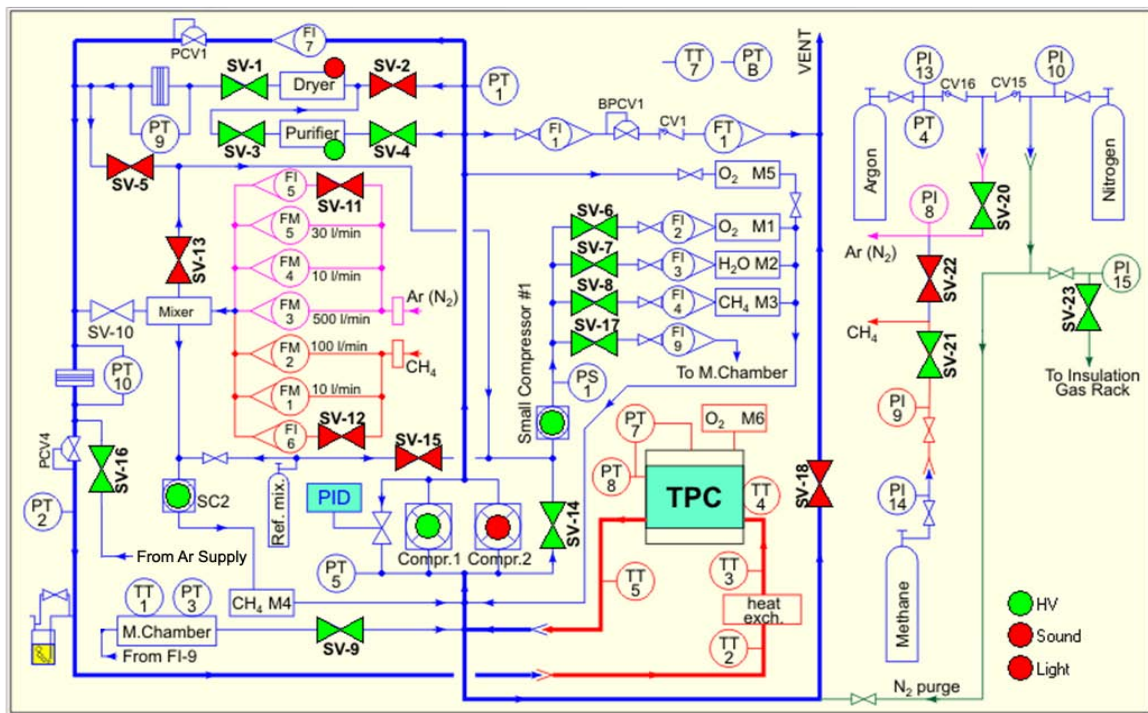 FI
7
PCV1
SV-1
Dryer
SV-2
PT
1
TT
7
PT
B
VENT
PI
13
CV16
CV15
PI
10
PT
9
SV-3
Purifier
SV-4
FI
1
BPCV1
CV1
FT
1
PT
4
Argon
Nitrogen
SV-5
FI
5
SV-11
O2 M5
SV-6
FI
2
O2 M1
PI
8
SV-20
FM
5
30 l/min
SV-7
FI
3
H2O M2
Ar (N2)
SV-13
FM
4
10 l/min
SV-8
FI
4
CH4 M3
SV-22
PI
15
SV-10
Mixer
FM
3
500 l/min
Ar (N2)
SV-17
FI
9
SV-23
CH4
SV-21
FM
2
100 l/min
CH4
Small Compressor #1
To M.Chamber
To Insulation
Gas Rack
PT
10
FM
1
10 l/min
PS
1
PI
9
FI
6
SV-12
SV-15
PT
7
O2 M6
PCV4
SV-16
PT
8
TPC
TT
4
SV-18
PI
14
SC2
Ref. mix.
PID
Compr.1
Compr.2
SV-14
PT
2
From Ar Supply
PT
5
TT
5
TT
3
TT
1
PT
3
CH4 M4
heat
exch.
Methane
HV
M.Chamber
SV-9
Sound
From FI-9
TT
2
Light
N2 purge